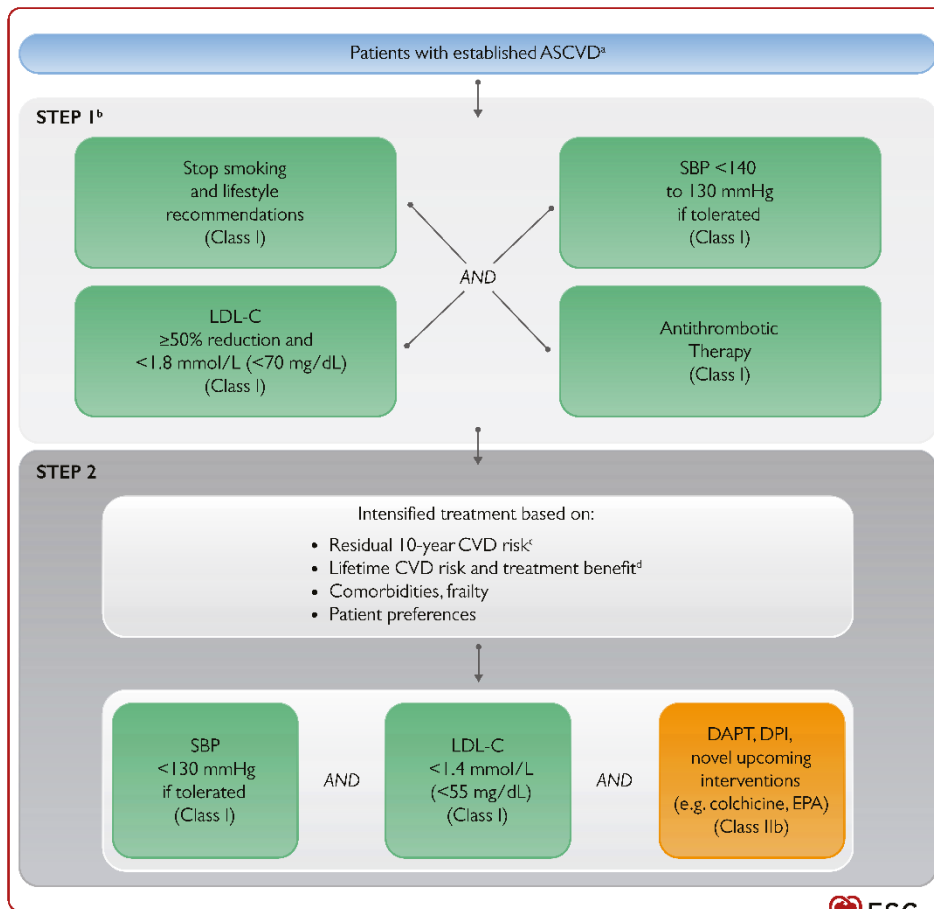 Patients with established ASCVDᵃ
STEP 1ᵇ
Stop smoking
and lifestyle
recommendations
(Class I)
SBP <140
to 130 mmHg
if tolerated
(Class I)
AND
LDL-C
≥50% reduction and
<1.8 mmol/L (<70 mg/dL)
(Class I)
Antithrombotic
Therapy
(Class I)
STEP 2
Intensified treatment based on:
• Residual 10-year CVD riskᶜ
• Lifetime CVD risk and treatment benefitᵈ
• Comorbidities, frailty
• Patient preferences
SBP
<130 mmHg
if tolerated
(Class I)
AND
LDL-C
<1.4 mmol/L
(<55 mg/dL)
(Class I)
AND
DAPT, DPI,
novel upcoming
interventions
(e.g. colchicine, EPA)
(Class IIb)
ESC